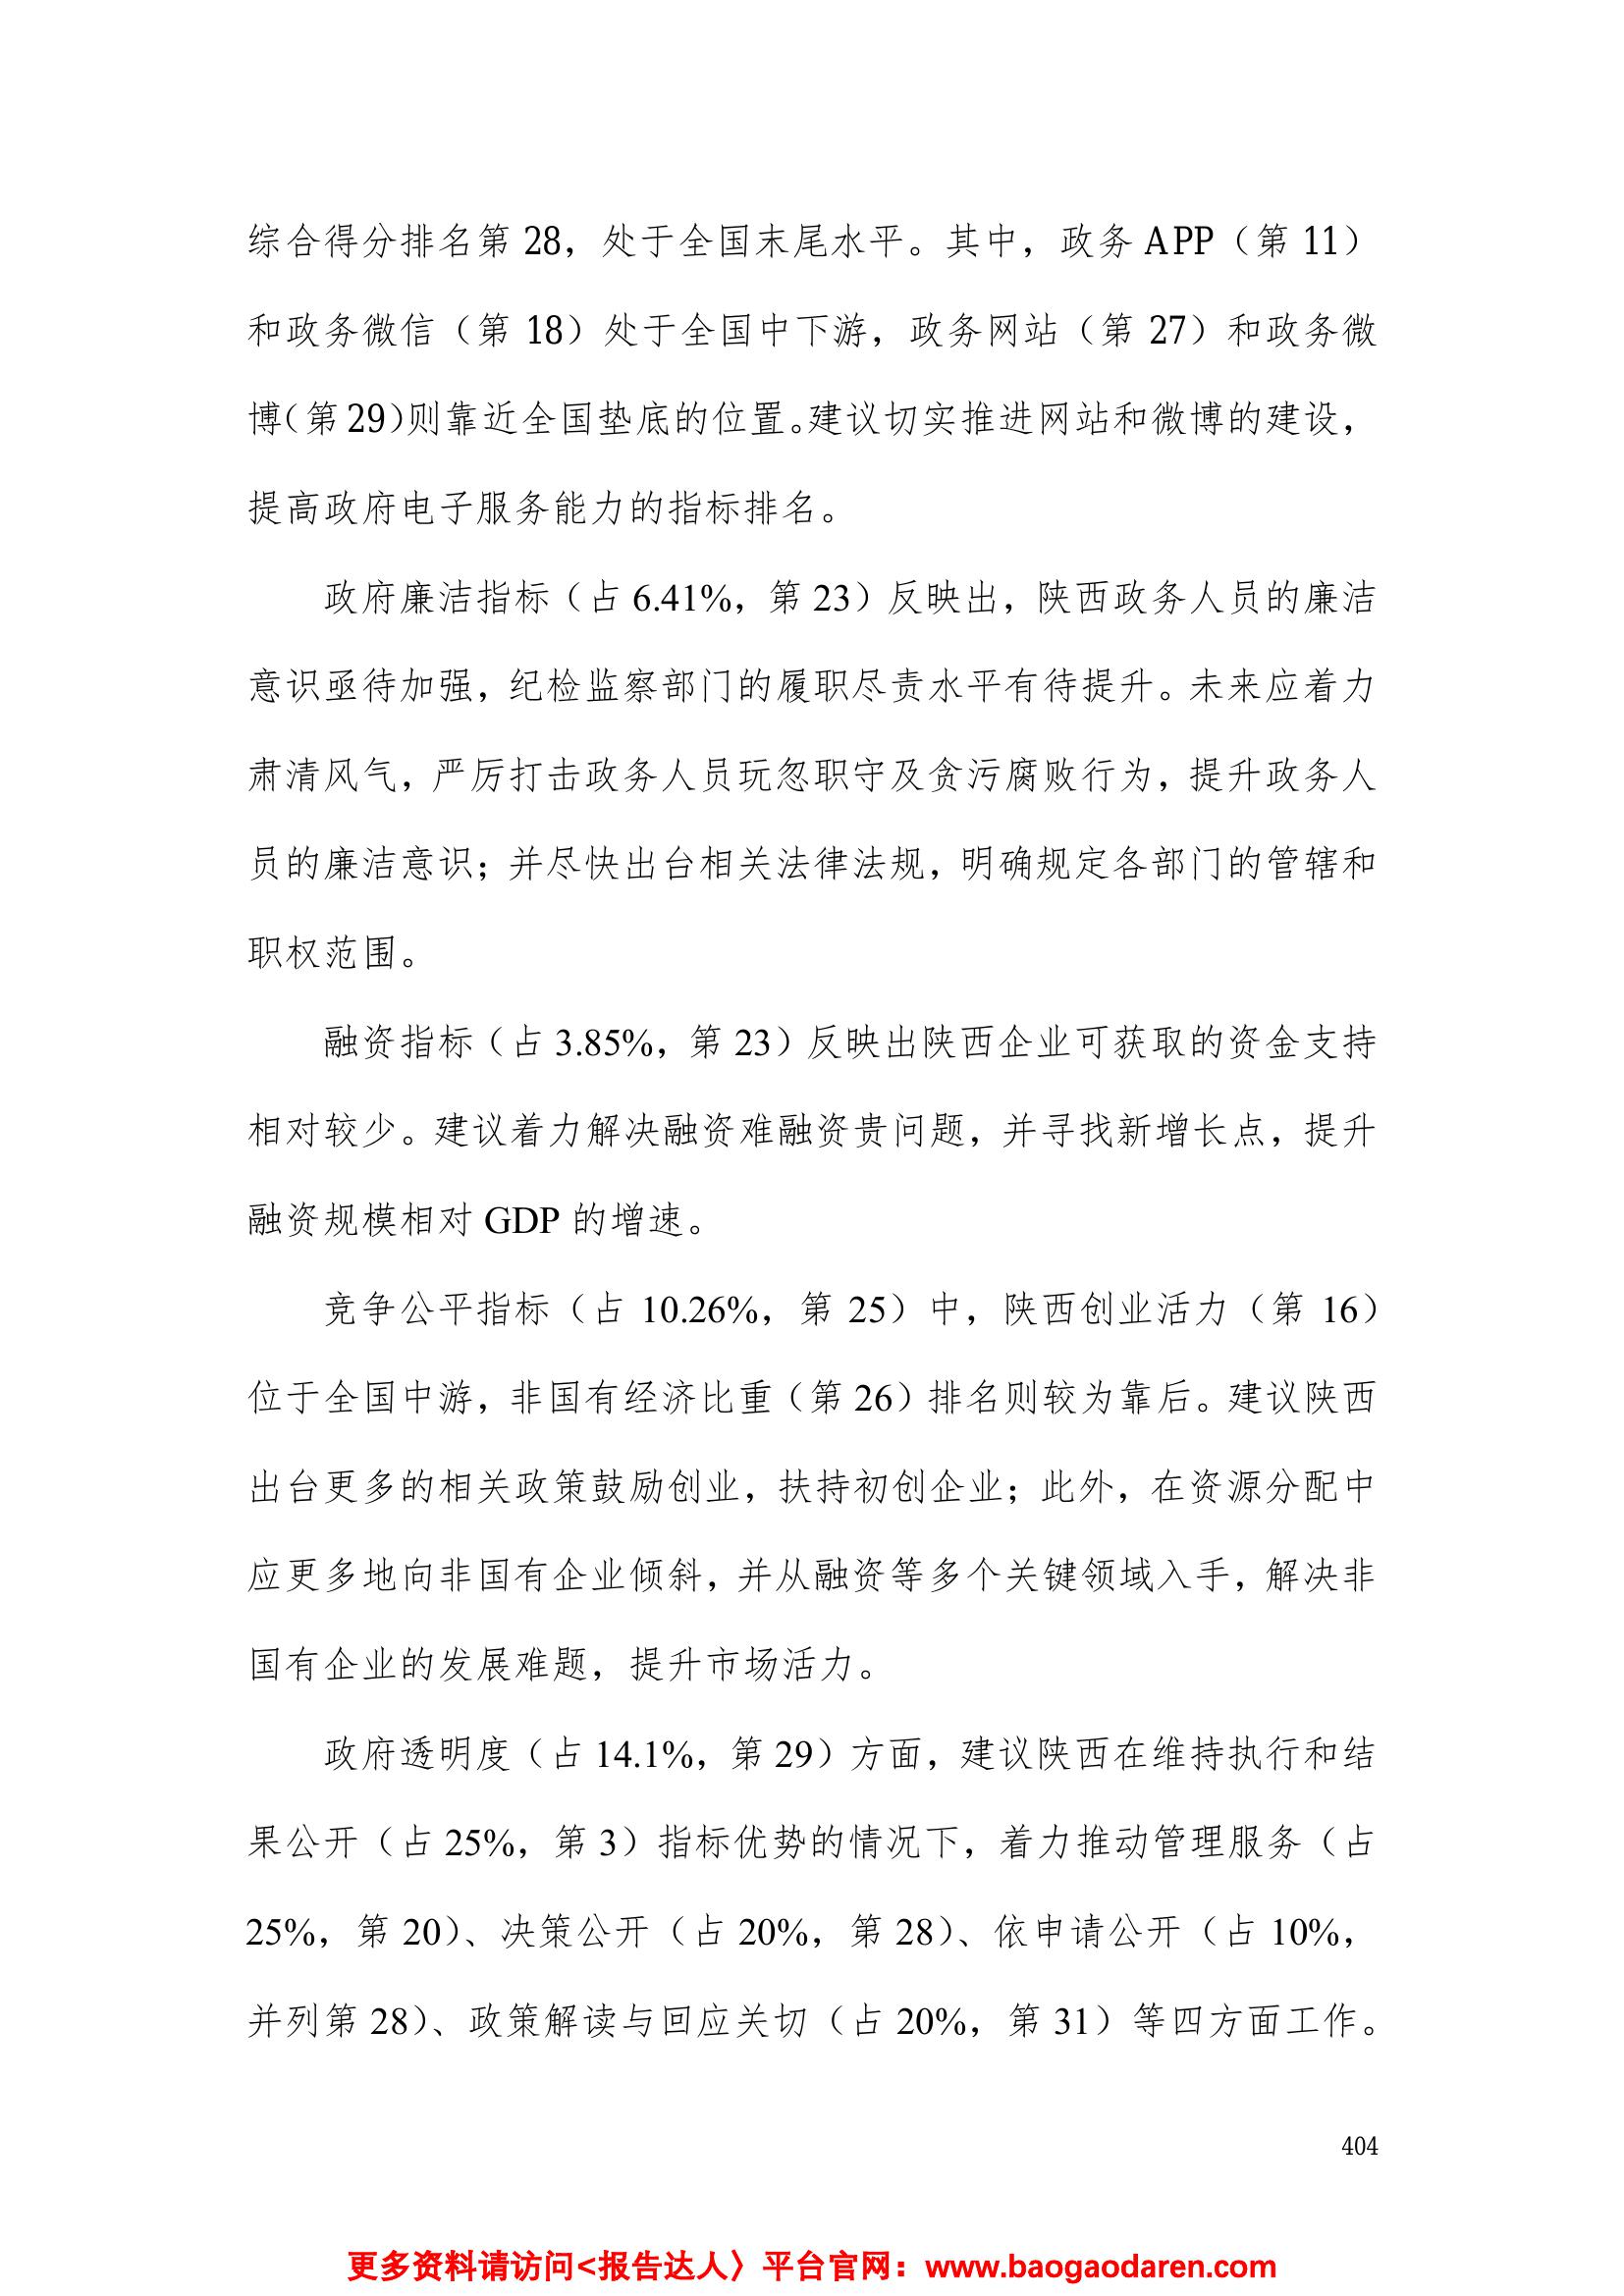 综合得分排名第 28，处于全国末尾水平。其中，政务 APP（第 11）
和政务微信（第 18）处于全国中下游，政务网站（第 27）和政务微
博（第 29）则靠近全国垫底的位置。建议切实推进网站和微博的建设，
提高政府电子服务能力的指标排名。
政府廉洁指标（占 6.41%，第 23）反映出，陕西政务人员的廉洁
意识亟待加强，纪检监察部门的履职尽责水平有待提升。未来应着力
肃清风气，严厉打击政务人员玩忽职守及贪污腐败行为，提升政务人
员的廉洁意识；并尽快出台相关法律法规，明确规定各部门的管辖和
职权范围。
融资指标（占 3.85%，第 23）反映出陕西企业可获取的资金支持
相对较少。建议着力解决融资难融资贵问题，并寻找新增长点，提升
融资规模相对 GDP 的增速。
竞争公平指标（占 10.26%，第 25）中，陕西创业活力（第 16）
位于全国中游，非国有经济比重（第 26）排名则较为靠后。建议陕西
出台更多的相关政策鼓励创业，扶持初创企业；此外，在资源分配中
应更多地向非国有企业倾斜，并从融资等多个关键领域入手，解决非
国有企业的发展难题，提升市场活力。
政府透明度（占 14.1%，第 29）方面，建议陕西在维持执行和结
果公开（占 25%，第 3）指标优势的情况下，着力推动管理服务（占
25%，第 20）、决策公开（占 20%，第 28）、依申请公开（占 10%，
并列第 28）、政策解读与回应关切（占 20%，第 31）等四方面工作。
404
更多资料请访问<报告达人〉平台官网：www.baogaodaren.com